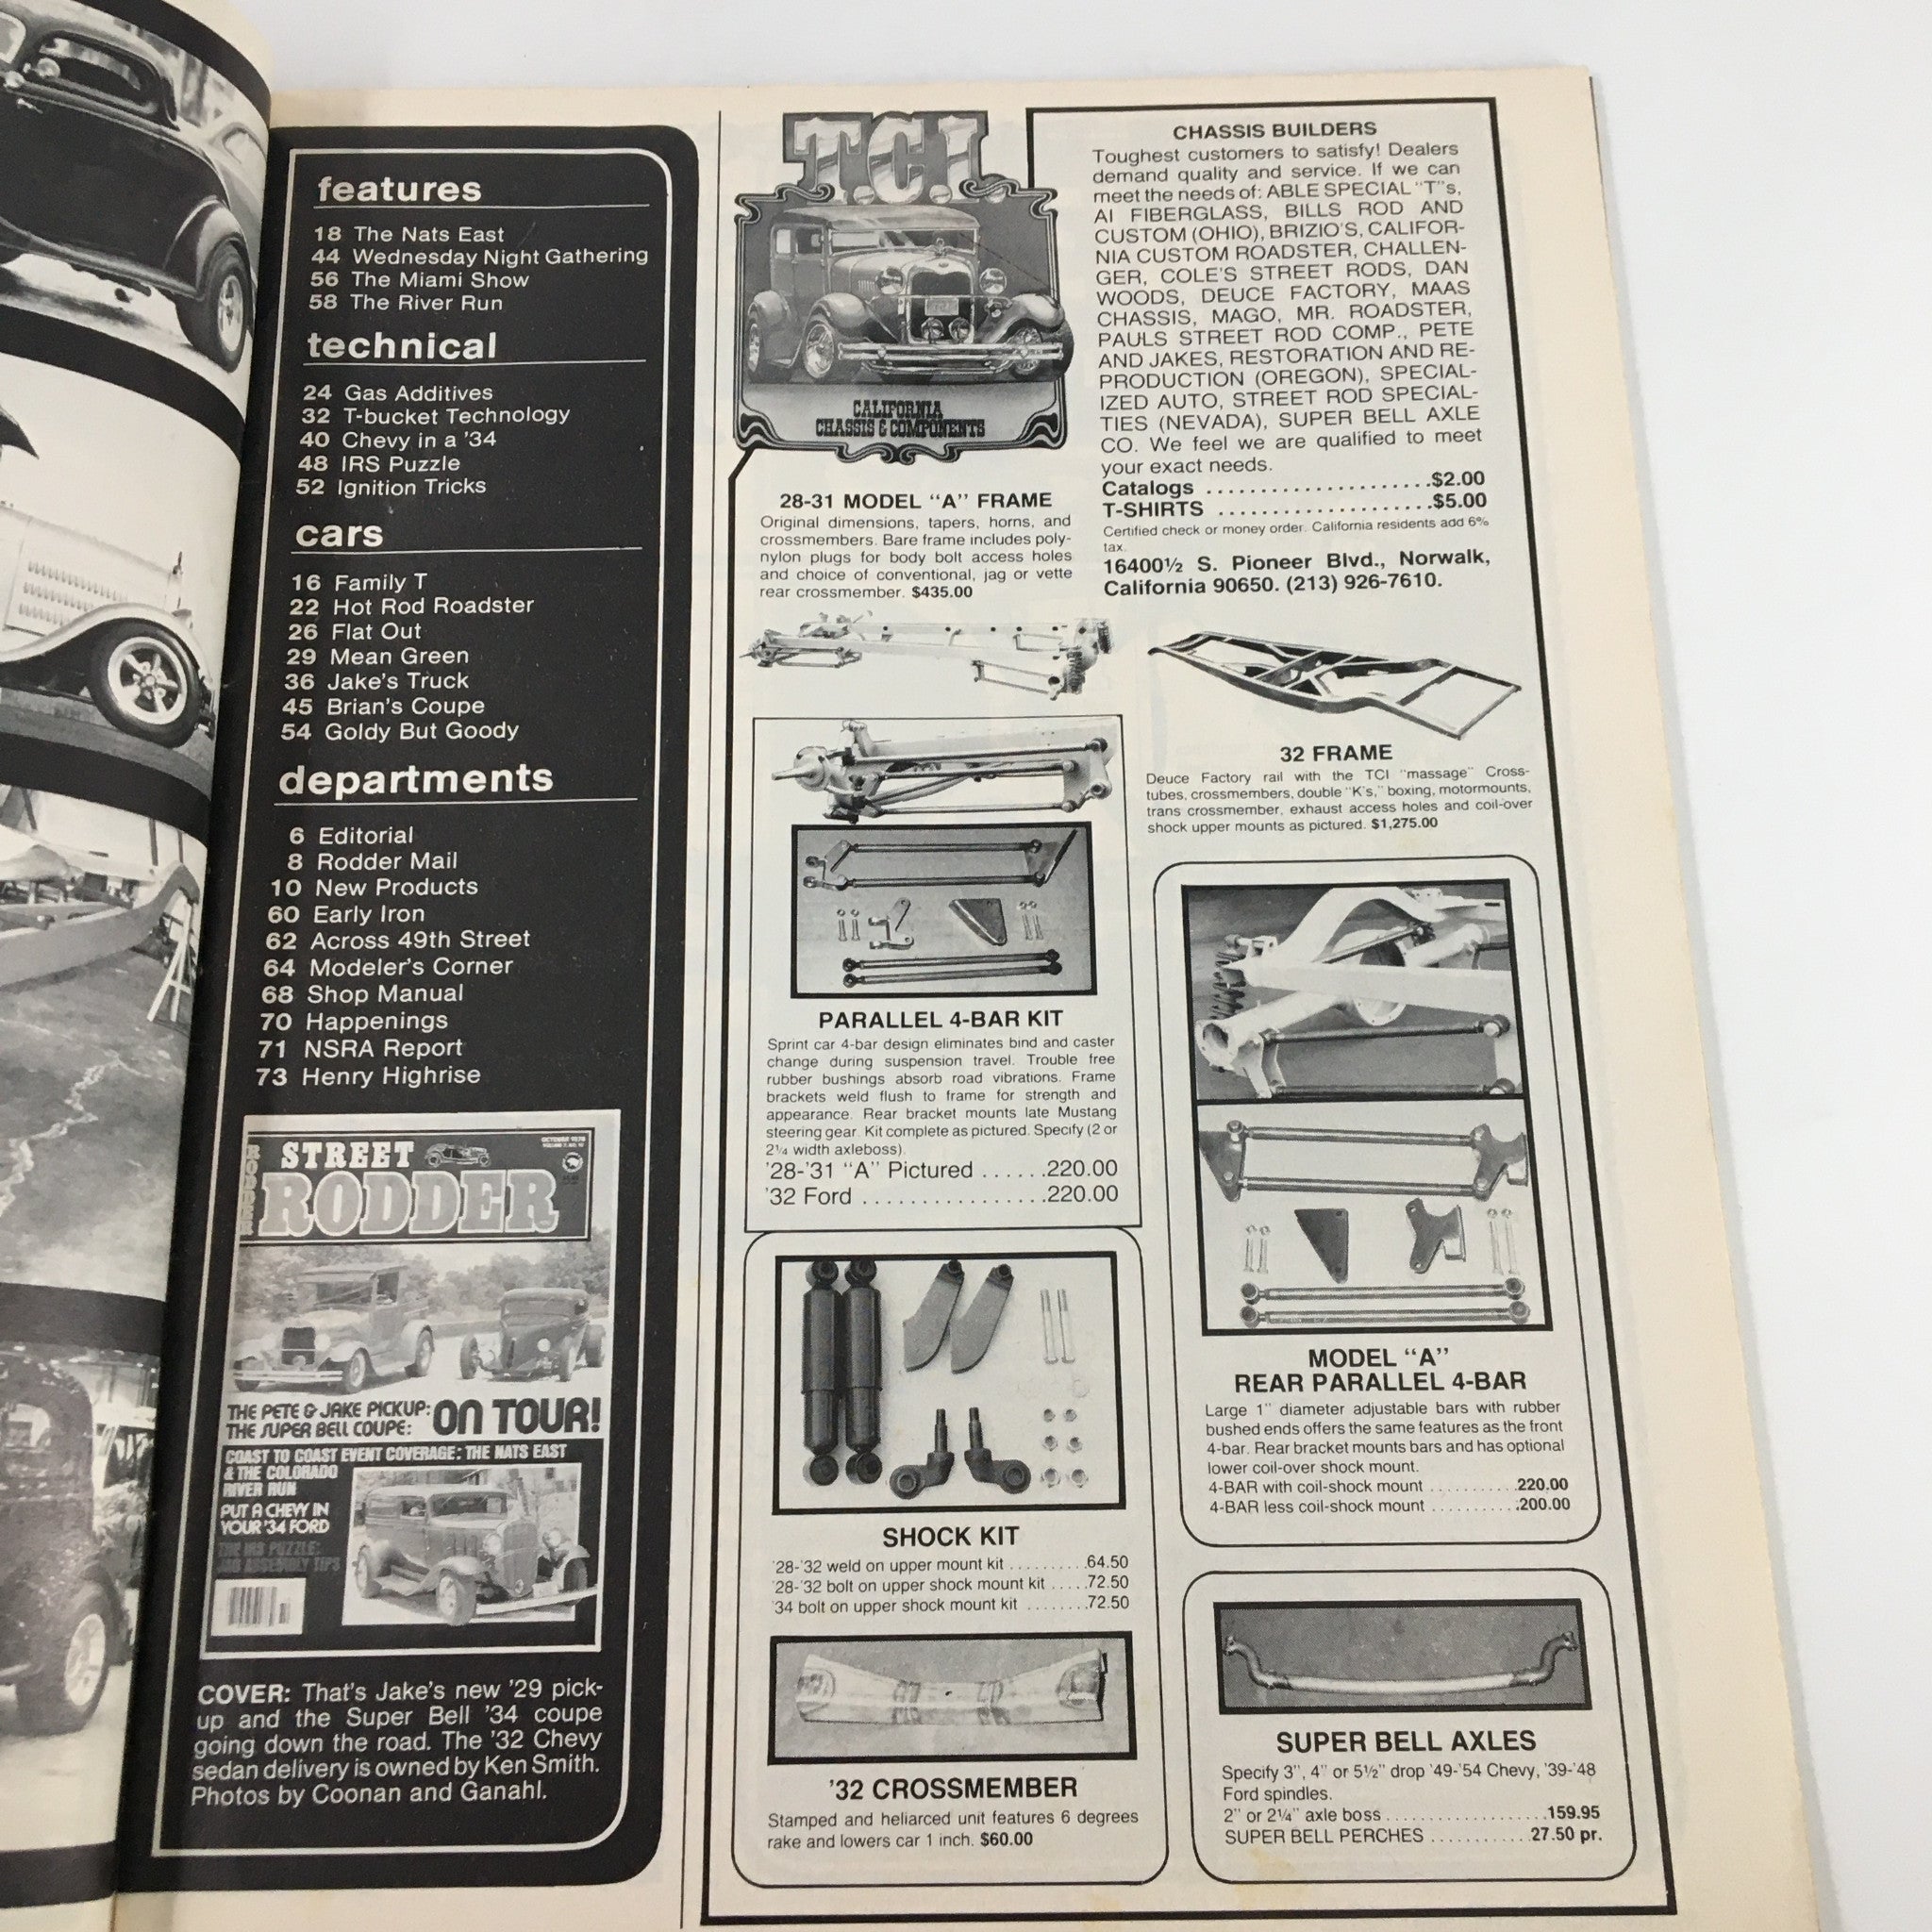 features
18 The Nats East
44 Wednesday Night Gathering
56 The Miami Show
58 The River Run
technical
24 Gas Additives
32 T-bucket Technology
40 Chevy in a '34
48 IRS Puzzle
52 Ignition Tricks
cars
16 Family T
22 Hot Rod Roadster
26 Flat Out
29 Mean Green
36 Jake's Truck
45 Brian's Coupe
54 Goldy But Goody
departments
6 Editorial
8 Rodder Mail
10 New Products
60 Early Iron
62 Across 49th Street
64 Modeler's Corner
68 Shop Manual
70 Happenings
71 NSRA Report
73 Henry Highrise
OCTOBER 1978
STREET
RODDER
THE PETE & JAKE PICKUP:
THE SUPER BELL COUPE:
ON TOUR!
COAST TO COAST EVENT COVERAGE: THE NATS EAST
& THE COLORADO
RIVER RUN
PUT A CHEVY IN
YOUR '34 FORD
THE IRS PUZZLE:
JAG ASSEMBLY TIPS
COVER: That's Jake's new '29 pick-
up and the Super Bell '34 coupe
going down the road. The '32 Chevy
sedan delivery is owned by Ken Smith.
Photos by Coonan and Ganahl.
T.C.I.
CALIFORNIA
CHASSIS & COMPONENTS
CHASSIS BUILDERS
Toughest customers to satisfy! Dealers
demand quality and service. If we can
meet the needs of: ABLE SPECIAL "T"s,
AI FIBERGLASS, BILLS ROD AND
CUSTOM (OHIO), BRIZIO'S, CALIFOR-
NIA CUSTOM ROADSTER, CHALLEN-
GER, COLE'S STREET RODS, DAN
WOODS, DEUCE FACTORY, MAAS
CHASSIS, MAGO, MR. ROADSTER,
PAULS STREET ROD COMP., PETE
AND JAKES, RESTORATION AND RE-
PRODUCTION (OREGON), SPECIAL-
IZED AUTO, STREET ROD SPECIAL-
TIES (NEVADA), SUPER BELL AXLE
CO. We feel we are qualified to meet
your exact needs.
Catalogs ....................$2.00
T-SHIRTS ...................$5.00
Certified check or money order. California residents add 6%
tax.
16400½ S. Pioneer Blvd., Norwalk,
California 90650. (213) 926-7610.
28-31 MODEL "A" FRAME
Original dimensions, tapers, horns, and
crossmembers. Bare frame includes poly-
nylon plugs for body bolt access holes
and choice of conventional, jag or vette
rear crossmember. $435.00
32 FRAME
Deuce Factory rail with the TCI "massage" Cross-
tubes, crossmembers, double "K's," boxing, motormounts,
trans crossmember, exhaust access holes and coil-over
shock upper mounts as pictured. $1,275.00
PARALLEL 4-BAR KIT
Sprint car 4-bar design eliminates bind and caster
change during suspension travel. Trouble free
rubber bushings absorb road vibrations. Frame
brackets weld flush to frame for strength and
appearance. Rear bracket mounts late Mustang
steering gear. Kit complete as pictured. Specify (2 or
2¼ width axleboss).
'28-'31 "A" Pictured ......220.00
'32 Ford ................220.00
MODEL "A"
REAR PARALLEL 4-BAR
Large 1" diameter adjustable bars with rubber
bushed ends offers the same features as the front
4-bar. Rear bracket mounts bars and has optional
lower coil-over shock mount.
4-BAR with coil-shock mount ..........220.00
4-BAR less coil-shock mount ..........200.00
SHOCK KIT
'28-'32 weld on upper mount kit .........64.50
'28-'32 bolt on upper shock mount kit .....72.50
'34 bolt on upper shock mount kit ........72.50
'32 CROSSMEMBER
Stamped and heliarced unit features 6 degrees
rake and lowers car 1 inch. $60.00
SUPER BELL AXLES
Specify 3", 4" or 5½" drop '49-'54 Chevy, '39-'48
Ford spindles.
2" or 2¼" axle boss ...................159.95
SUPER BELL PERCHES ...........27.50 pr.